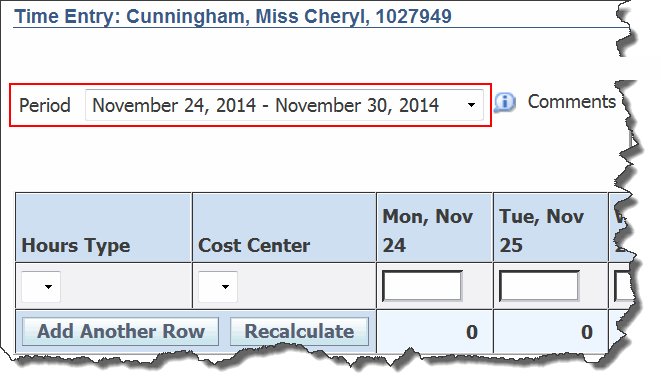 Time Entry: Cunningham, Miss Cheryl, 1027949
Period November 24, 2014 - November 30, 2014 Comments
Hours Type Cost Center Mon, Nov 24 Tue, Nov 25
Add Another Row Recalculate 0 0